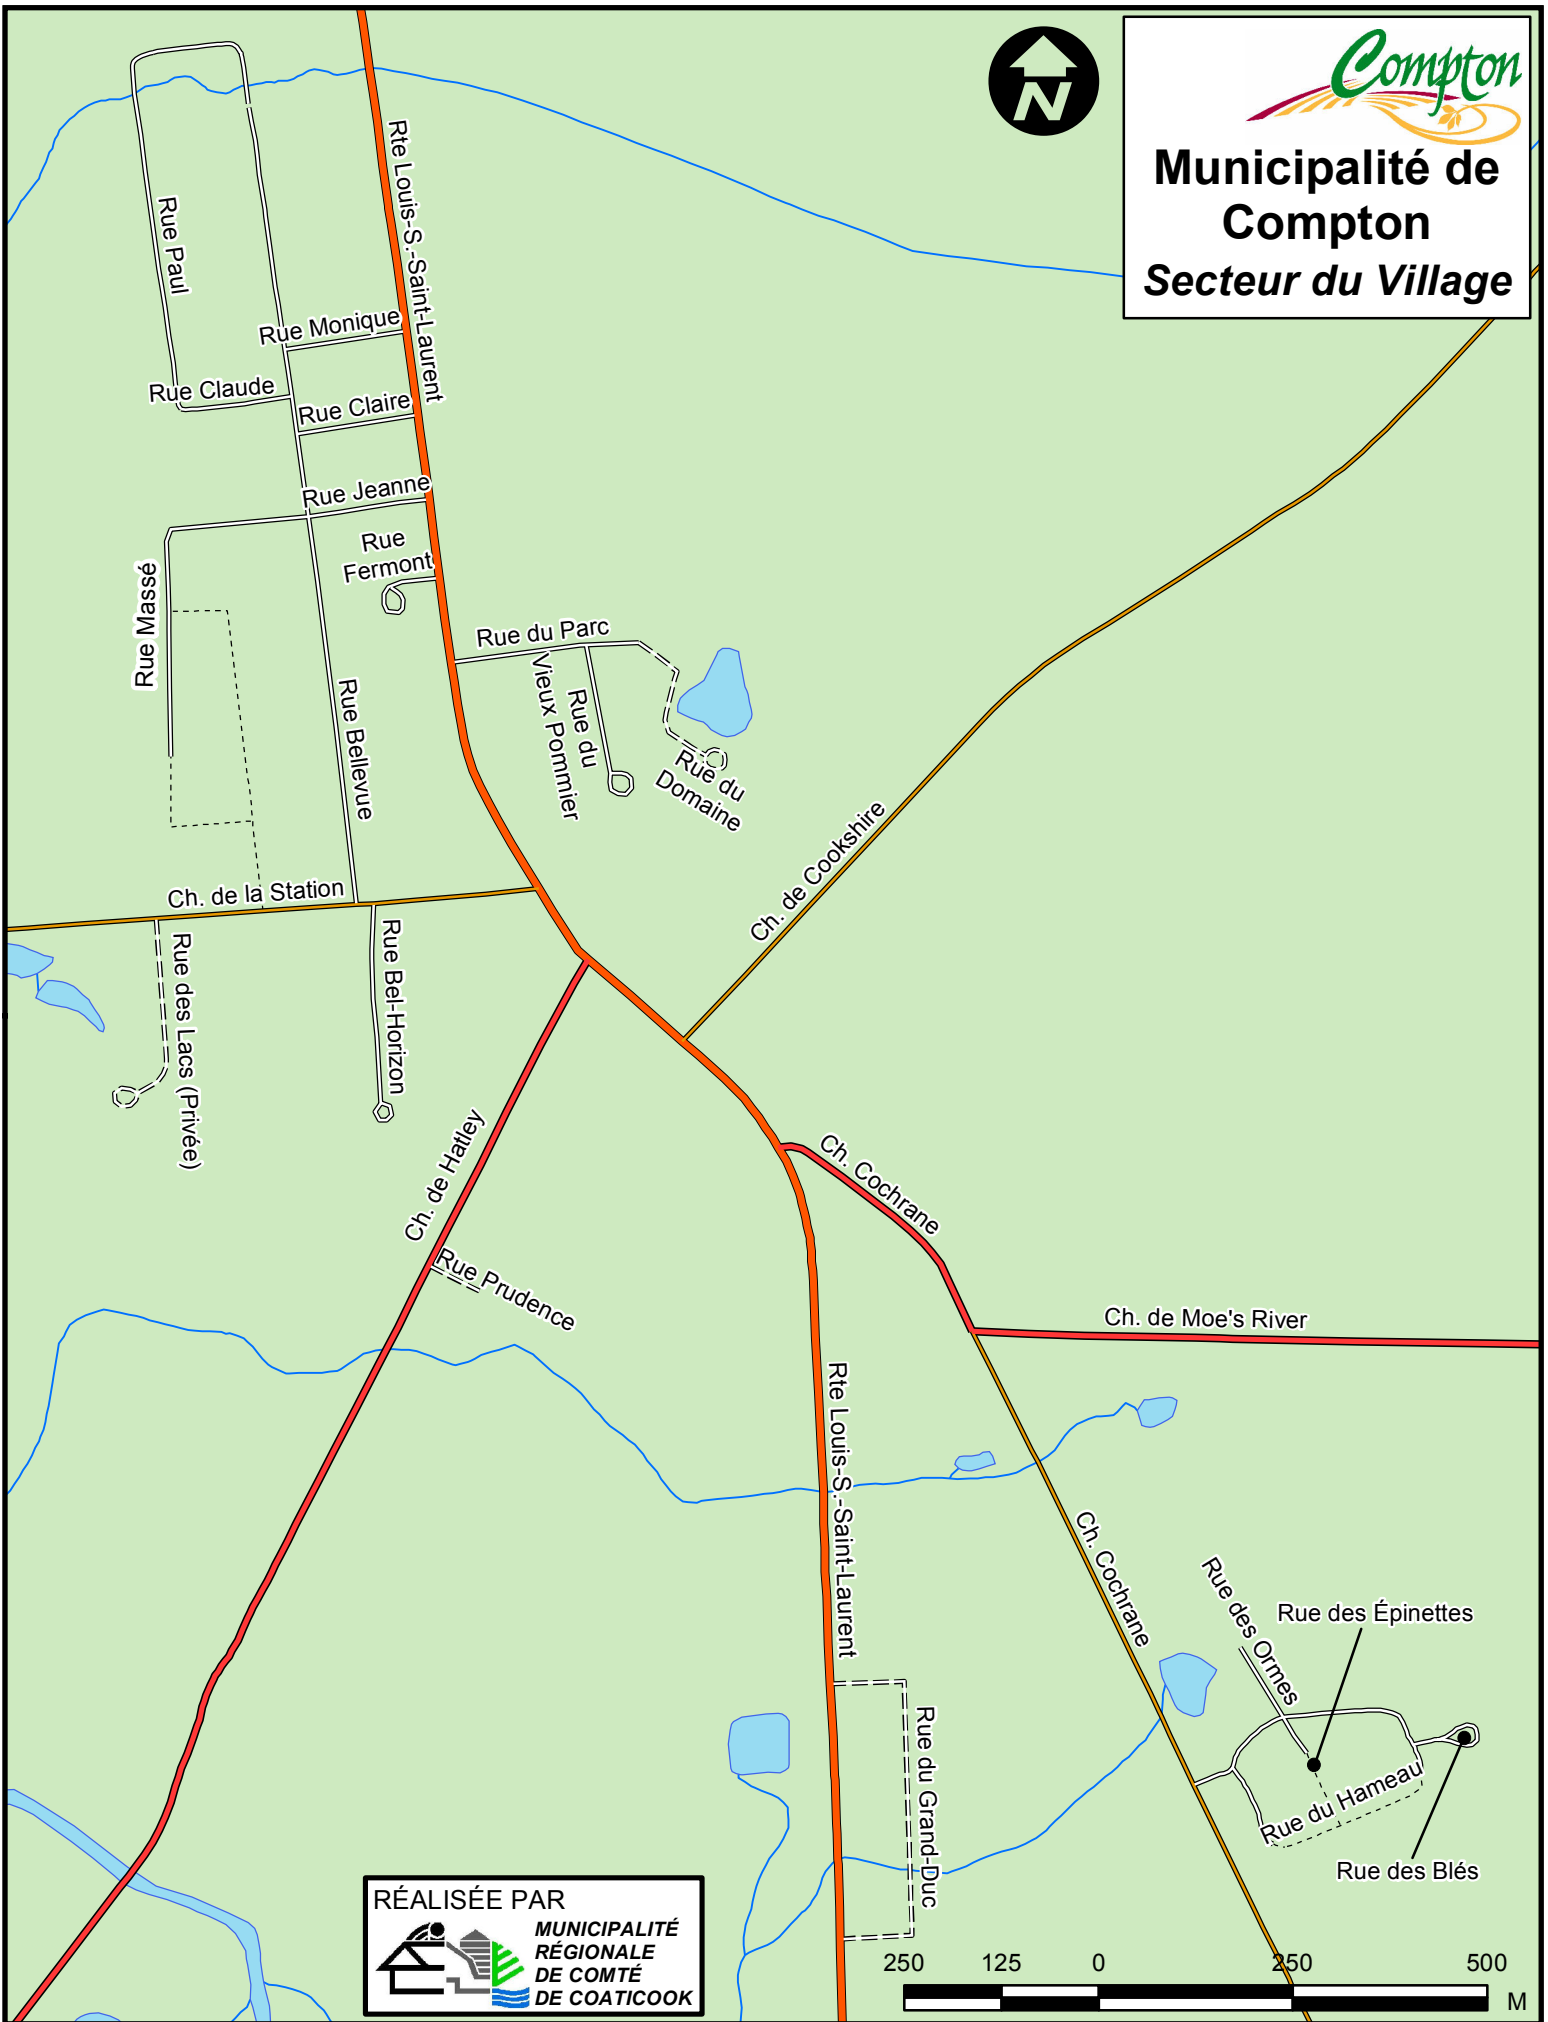 N
Compton
Municipalité de
Compton
Secteur du Village
Rte Louis-S.-Saint-Laurent
Rue Paul
Rue Monique
Rue Claude
Rue Claire
Rue Jeanne
Rue
Fermont
Rue Massé
Rue du Parc
Rue du
Vieux Pommier
Rue du
Domaine
Rue Bellevue
Ch. de Cookshire
Ch. de la Station
Rue des Lacs (Privée)
Rue Bel-Horizon
Ch. de Hatley
Ch. Cochrane
Rue Prudence
Ch. de Moe's River
Rte Louis-S.-Saint-Laurent
Ch. Cochrane
Rue des Ormes
Rue des Épinettes
Rue du Grand-Duc
Rue du Hameau
Rue des Blés
RÉALISÉE PAR
MUNICIPALITÉ
RÉGIONALE
DE COMTÉ
DE COATICOOK
250 125 0 250 500
M